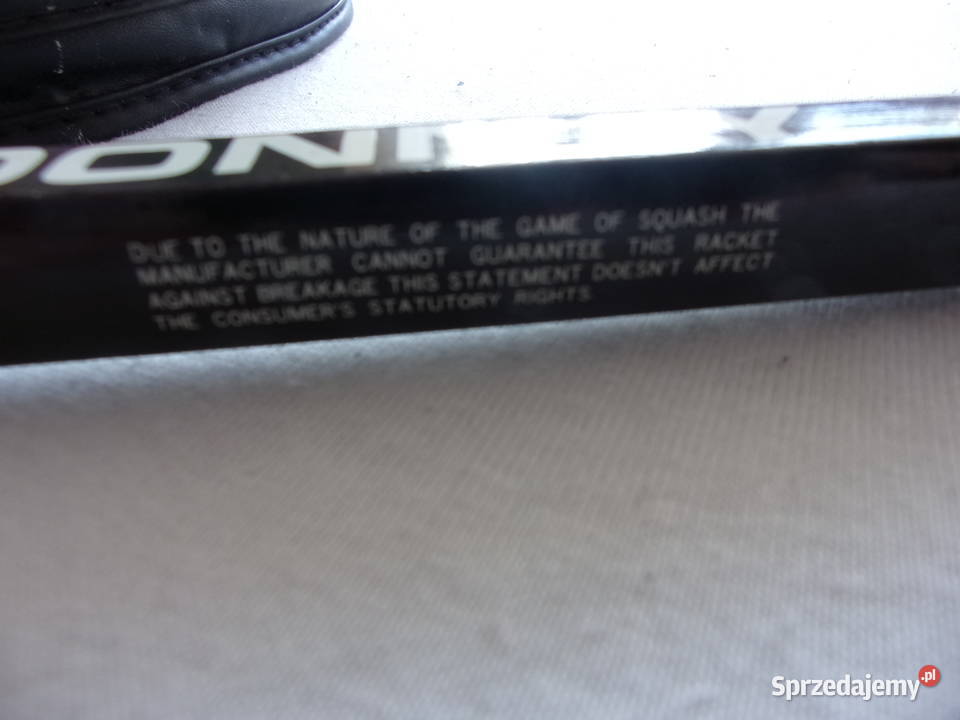 DONNAY
DUE TO THE NATURE OF THE GAME OF SQUASH THE
MANUFACTURER CANNOT GUARANTEE THIS RACKET
AGAINST BREAKAGE THIS STATEMENT DOESN'T AFFECT
THE CONSUMER'S STATUTORY RIGHTS
Sprzedajemy.pl